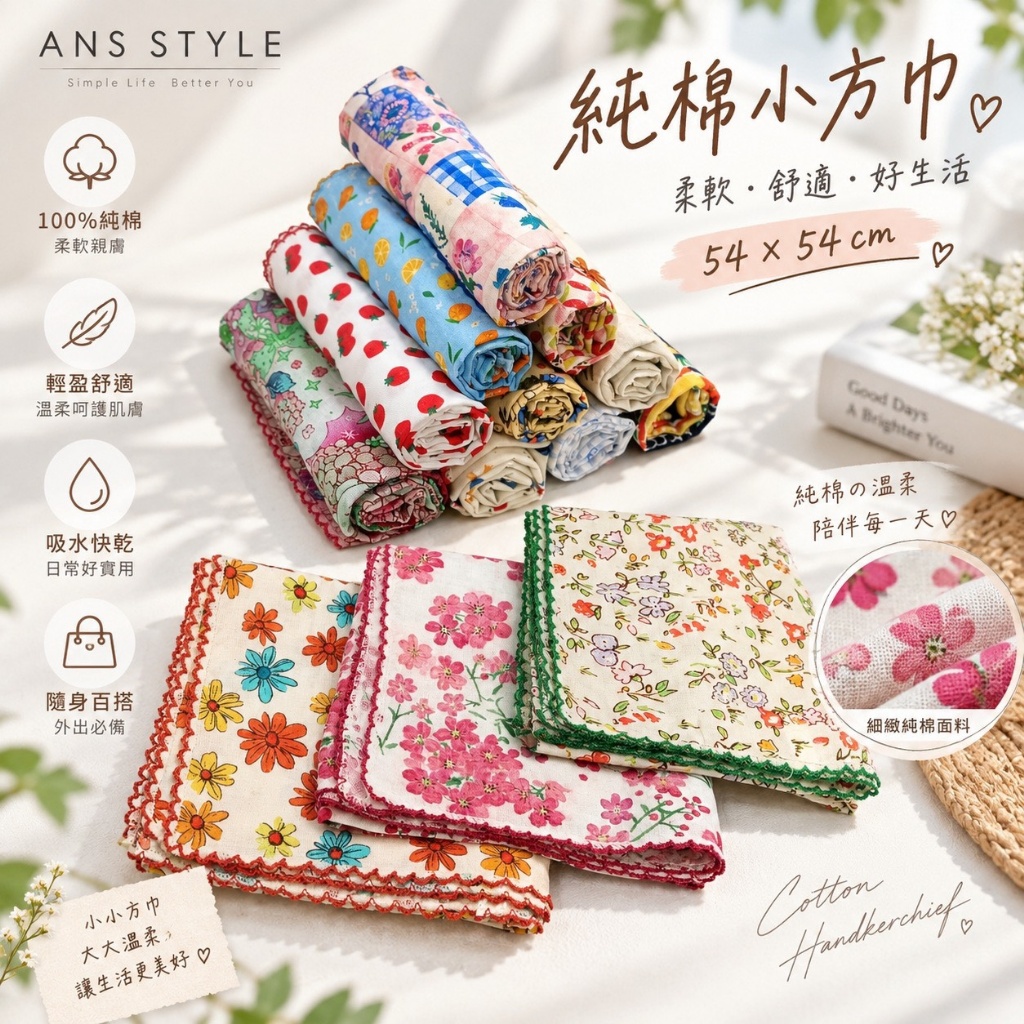 ANS STYLE
Simple Life Better You
純棉小方巾♡
柔軟・舒適・好生活
54 × 54 cm
♡
100%純棉
柔軟親膚
輕盈舒適
溫柔呵護肌膚
吸水快乾
日常好實用
隨身百搭
外出必備
Good Days
A Brighter You
純棉の溫柔
陪伴每一天♡
細緻純棉面料
小小方巾
大大溫柔
讓生活更美好♡
Cotton
Handkerchief♡